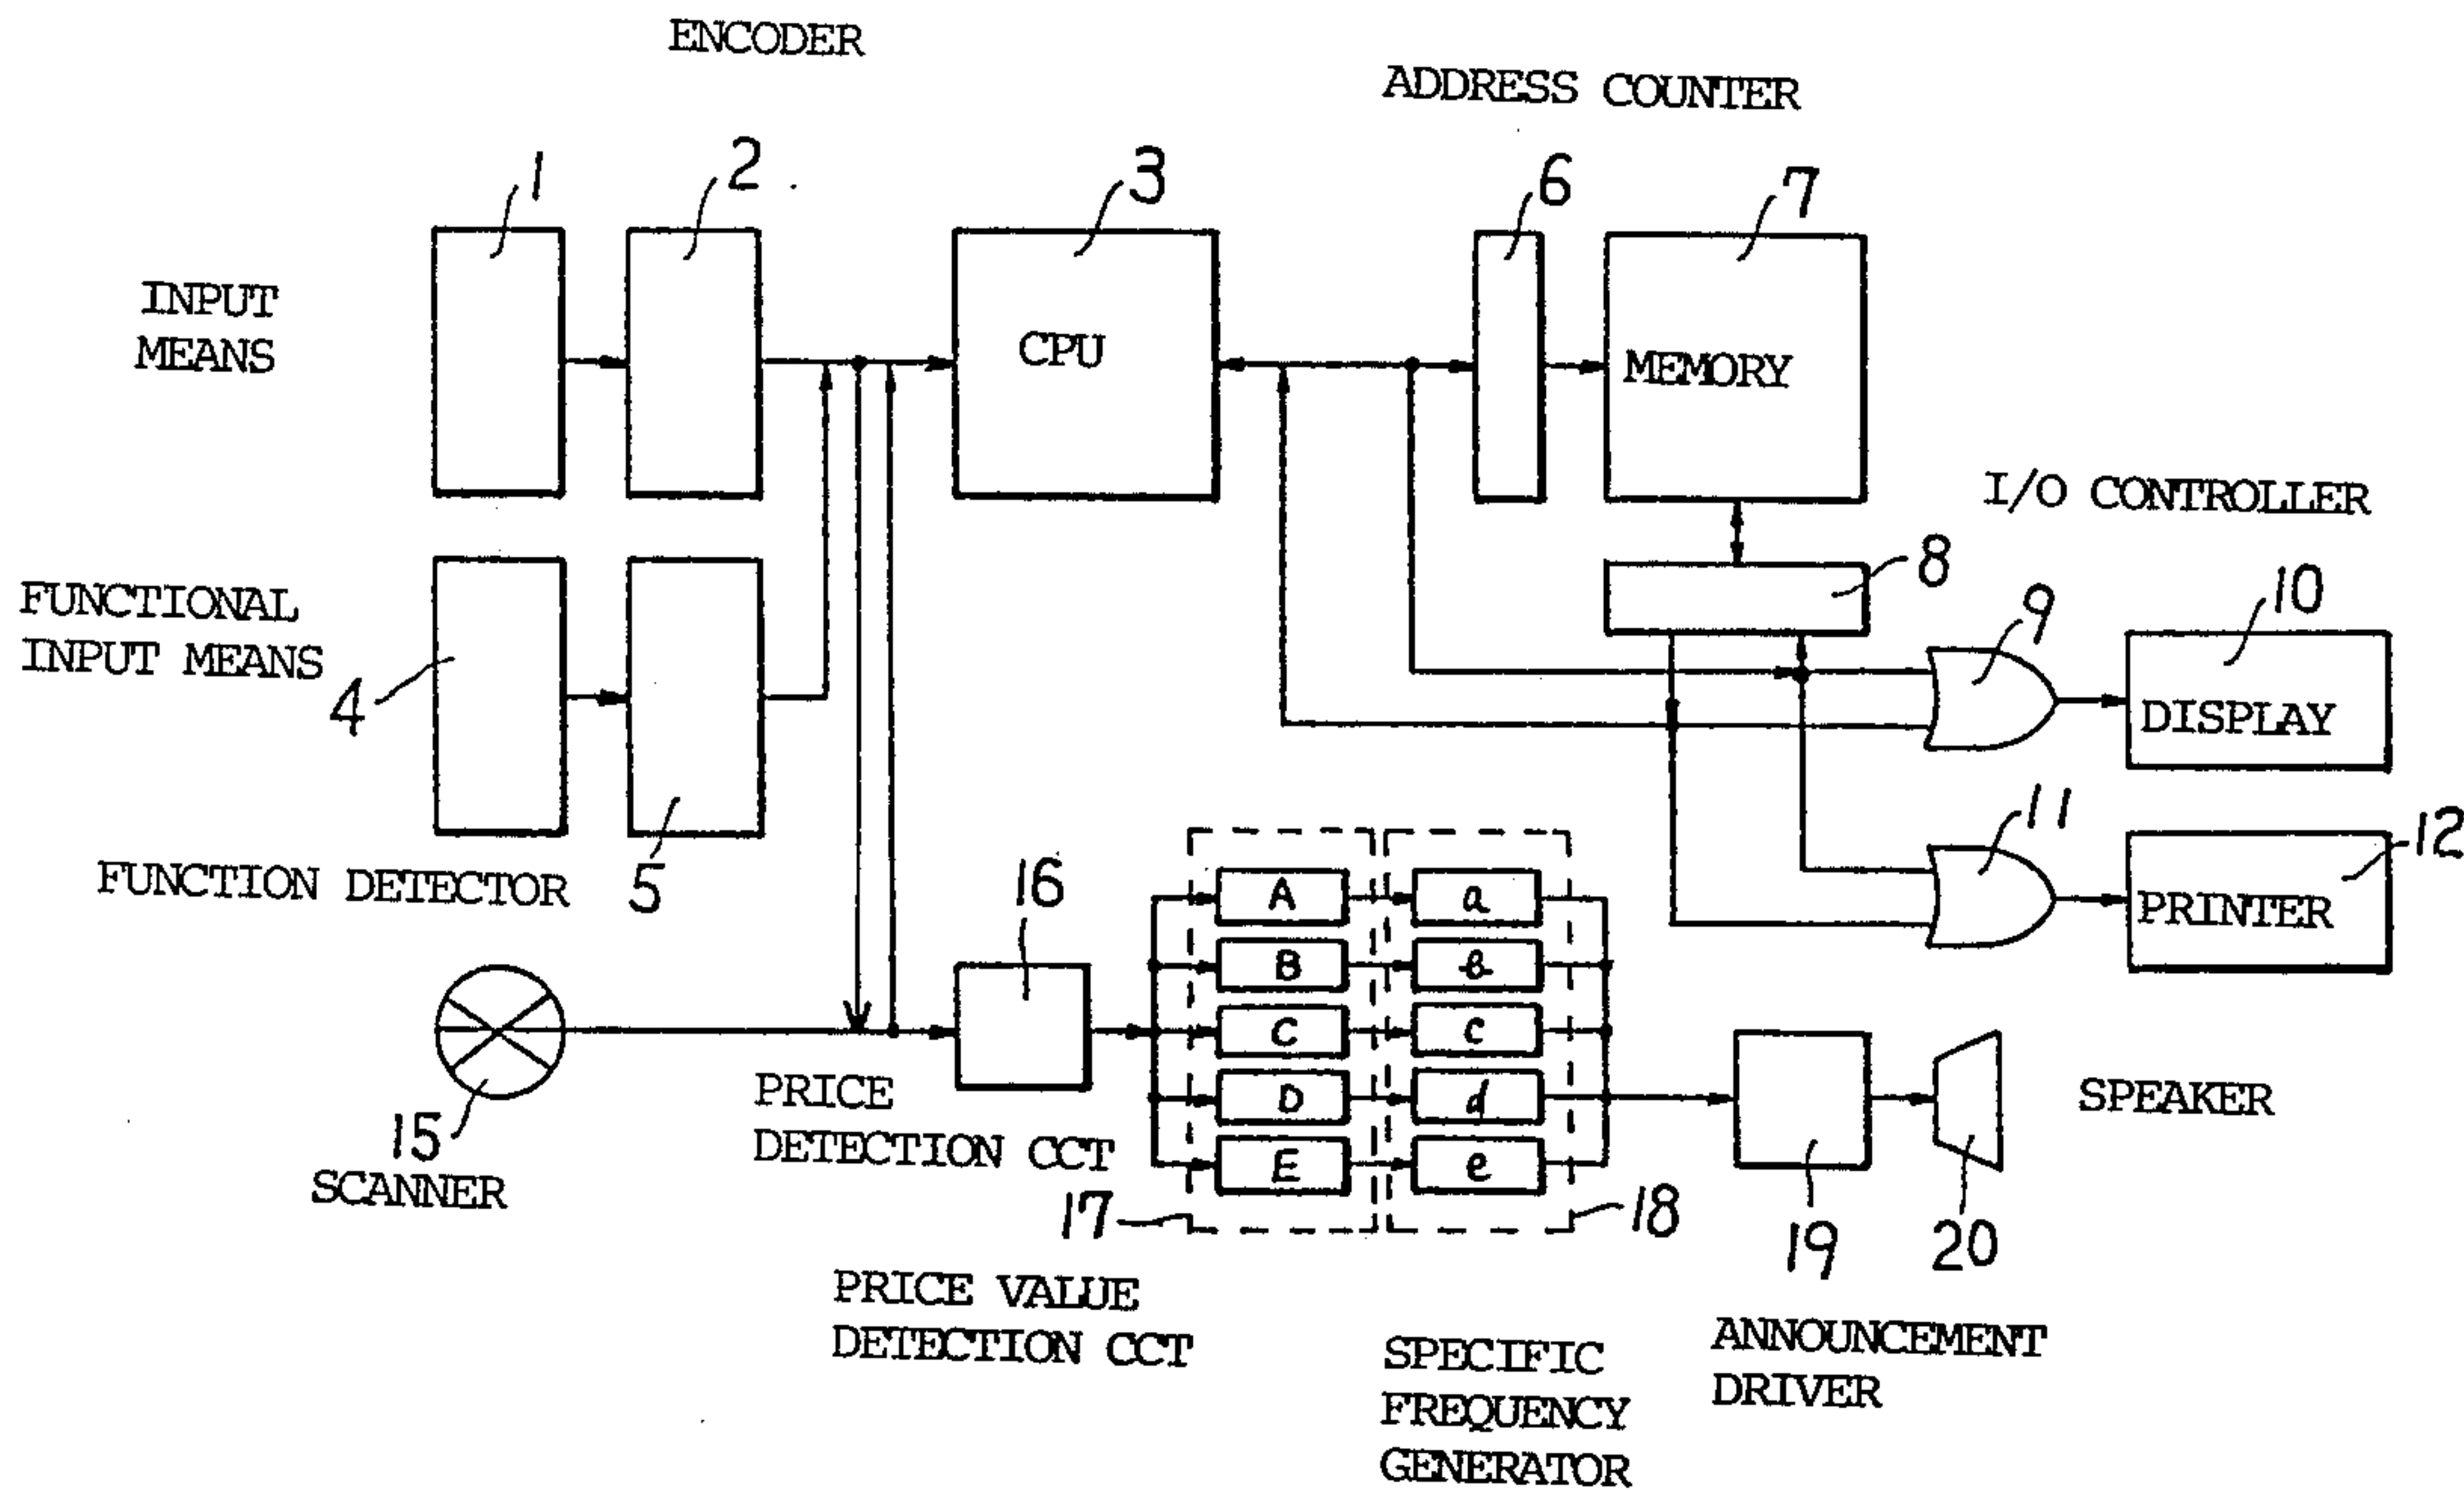 ENCODER
ADDRESS COUNTER
1
2
3
6
7
INPUT
MEANS
CPU
MEMORY
I/O CONTROLLER
8
9
10
FUNCTIONAL
INPUT MEANS
4
DISPLAY
FUNCTION DETECTOR
5
16
11
12
PRINTER
A
a
B
b
C
c
D
d
E
e
15
SCANNER
PRICE
DETECTION CCT
17
18
19
20
SPEAKER
PRICE VALUE
DETECTION CCT
SPECIFIC
FREQUENCY
GENERATOR
ANNOUNCEMENT
DRIVER